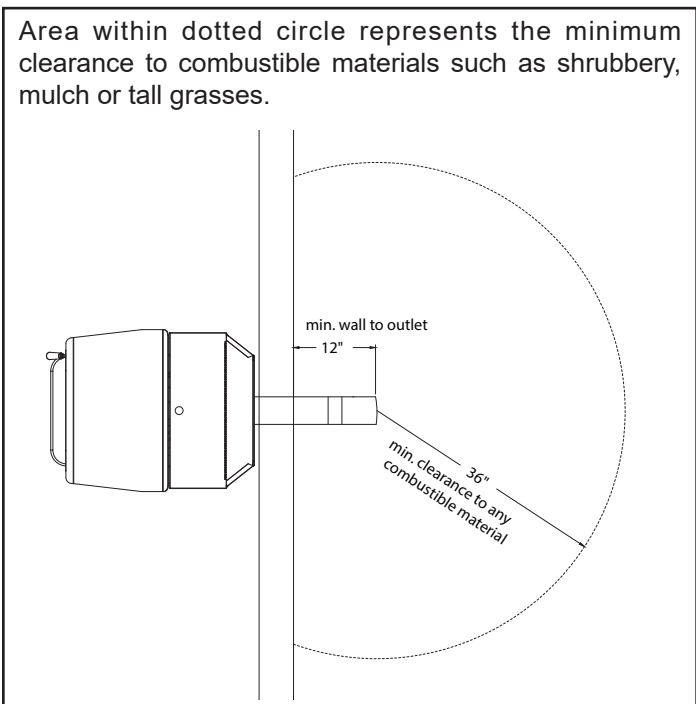 Area within dotted circle represents the minimum
clearance to combustible materials such as shrubbery,
mulch or tall grasses.
min. wall to outlet
12"
36"
min. clearance to any
combustible material